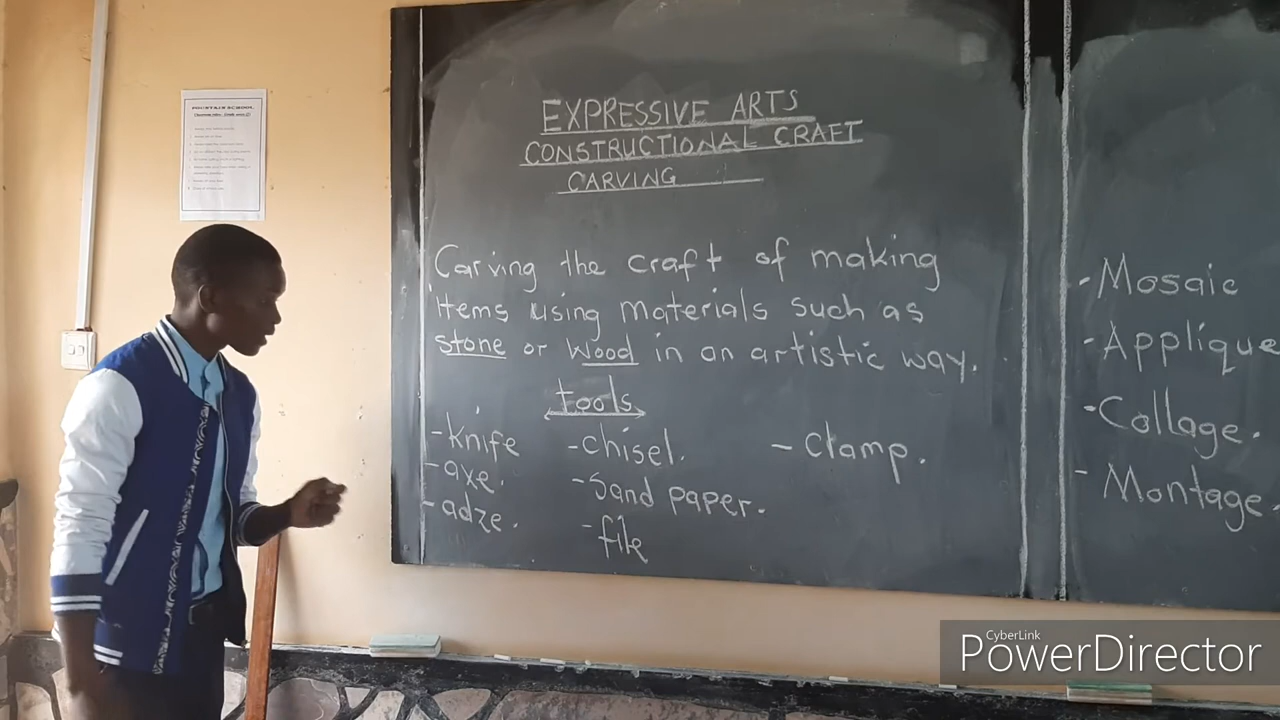 EXPRESSIVE ARTS
CONSTRUCTIONAL CRAFT
CARVING
Carving the craft of making
items using materials such as
stone or Wood in an artistic way.
tools
-knife
-axe.
-adze.
-chisel.
-Sand paper.
-file
- clamp.
·Mosaic
·Applique
·Collage.
- Montage.
CyberLink
PowerDirector